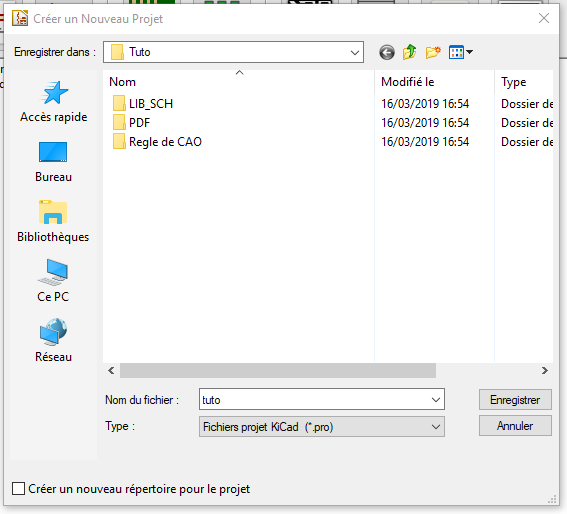 Créer un Nouveau Projet
Enregistrer dans : Tuto
Nom Modifié le Type
LIB_SCH 16/03/2019 16:54 Dossier de
PDF 16/03/2019 16:54 Dossier de
Regle de CAO 16/03/2019 16:54 Dossier de
Accès rapide
Bureau
Bibliothèques
Ce PC
Réseau
Nom du fichier : tuto Enregistrer
Type : Fichiers projet KiCad (*.pro) Annuler
Créer un nouveau répertoire pour le projet